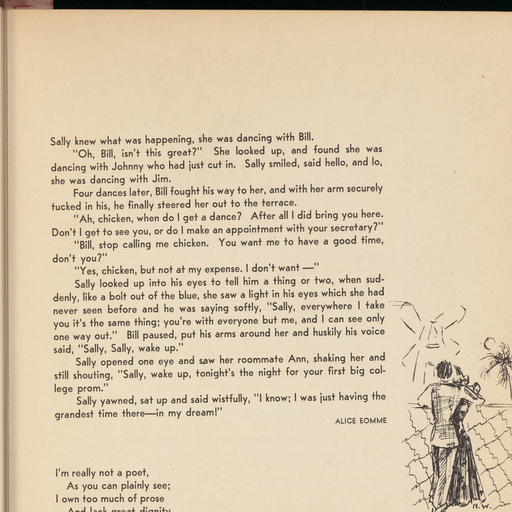 Sally knew what was happening, she was dancing with Bill.
"Oh, Bill, isn't this great?" She looked up, and found she was
dancing with Johnny who had just cut in. Sally smiled, said hello, and lo,
she was dancing with Jim.
Four dances later, Bill fought his way to her, and with her arm securely
tucked in his, he finally steered her out to the terrace.
"Ah, chicken, when do I get a dance? After all I did bring you here.
Don't I get to see you, or do I make an appointment with your secretary?"
"Bill, stop calling me chicken. You want me to have a good time,
don't you?"
"Yes, chicken, but not at my expense. I don't want —"
Sally looked up into his eyes to tell him a thing or two, when sud-
denly, like a bolt out of the blue, she saw a light in his eyes which she had
never seen before and he was saying softly, "Sally, everywhere I take
you it's the same thing; you're with everyone but me, and I can see only
one way out." Bill paused, put his arms around her and huskily his voice
said, "Sally, Sally, wake up."
Sally opened one eye and saw her roommate Ann, shaking her and
still shouting, "Sally, wake up, tonight's the night for your first big col-
lege prom."
Sally yawned, sat up and said wistfully, "I know; I was just having the
grandest time there—in my dream!"
ALICE EOMME
I'm really not a poet,
As you can plainly see;
I own too much of prose
And lack great dignity
N.W.